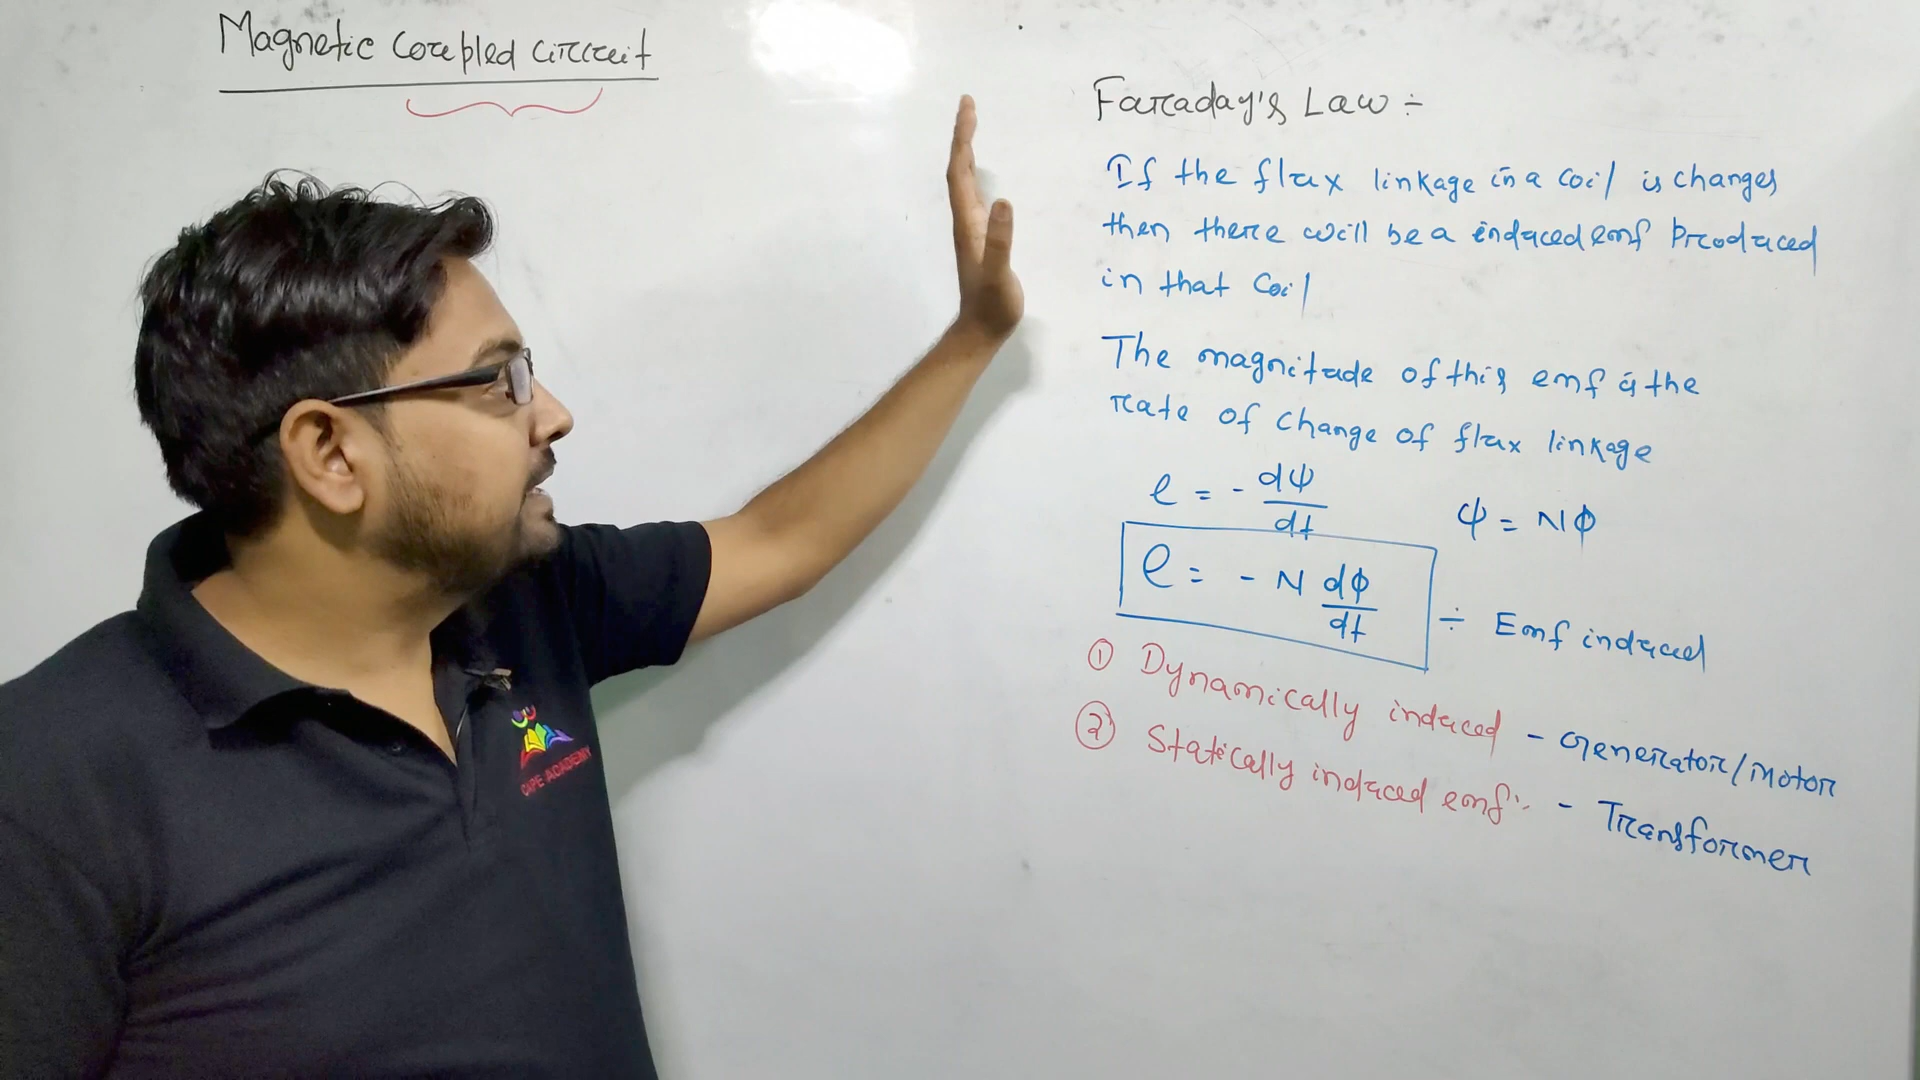 Magnetic Coupled Circuit
Faraday's Law ÷
If the flux linkage in a coil is changes
then there will be a induced emf Produced
in that Coil
The magnitude of this emf is the
rate of change of flux linkage
e = - dψ/dt
ψ = Nϕ
e = - N dϕ/dt ÷ Emf induced
① Dynamically induced - Generator/Motor
② Statically induced emf :- - Transformer
CAPE ACADEMY